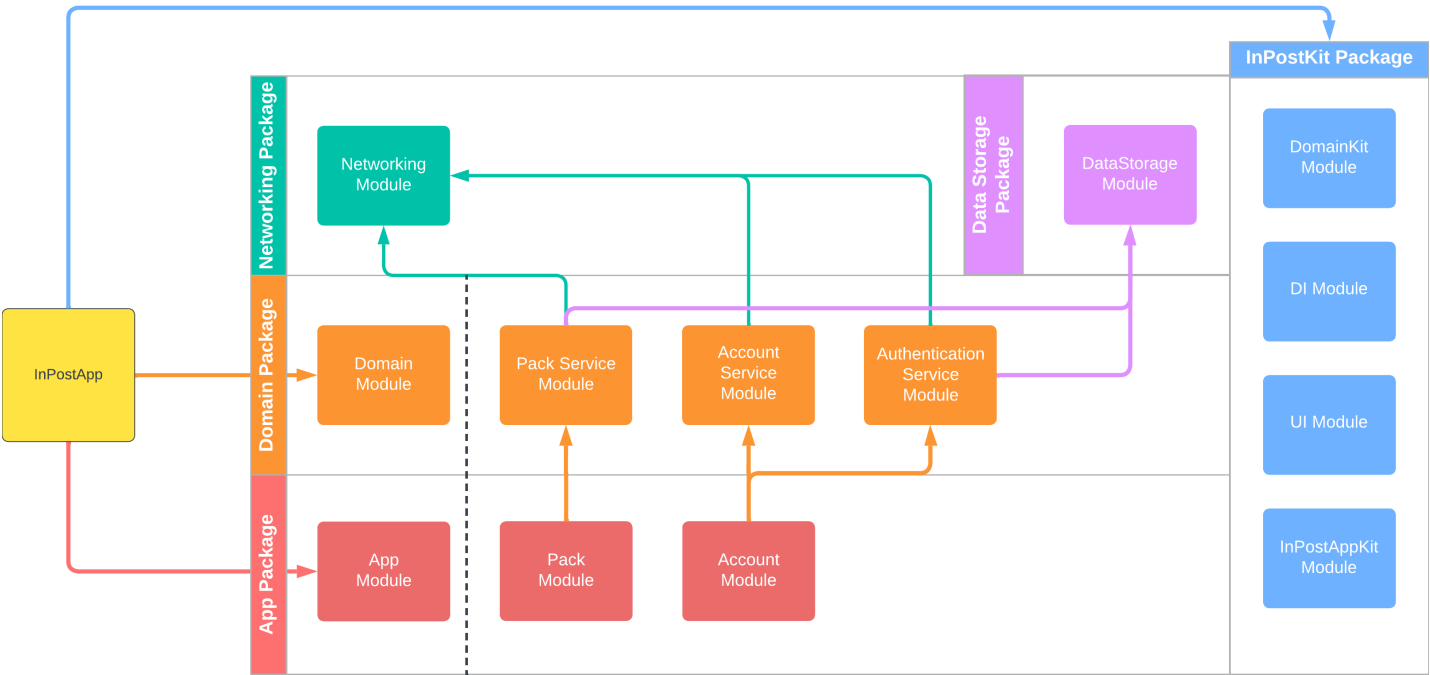 InPostKit Package
Networking Package
Networking
Module
Data Storage
Package
DataStorage
Module
DomainKit
Module
DI Module
InPostApp
Domain Package
Domain
Module
Pack Service
Module
Account
Service
Module
Authentication
Service
Module
UI Module
App Package
App
Module
Pack
Module
Account
Module
InPostAppKit
Module